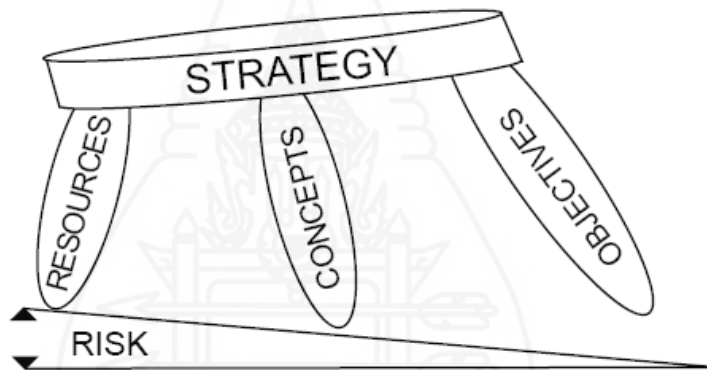 STRATEGY
RESOURCES
CONCEPTS
OBJECTIVES
RISK